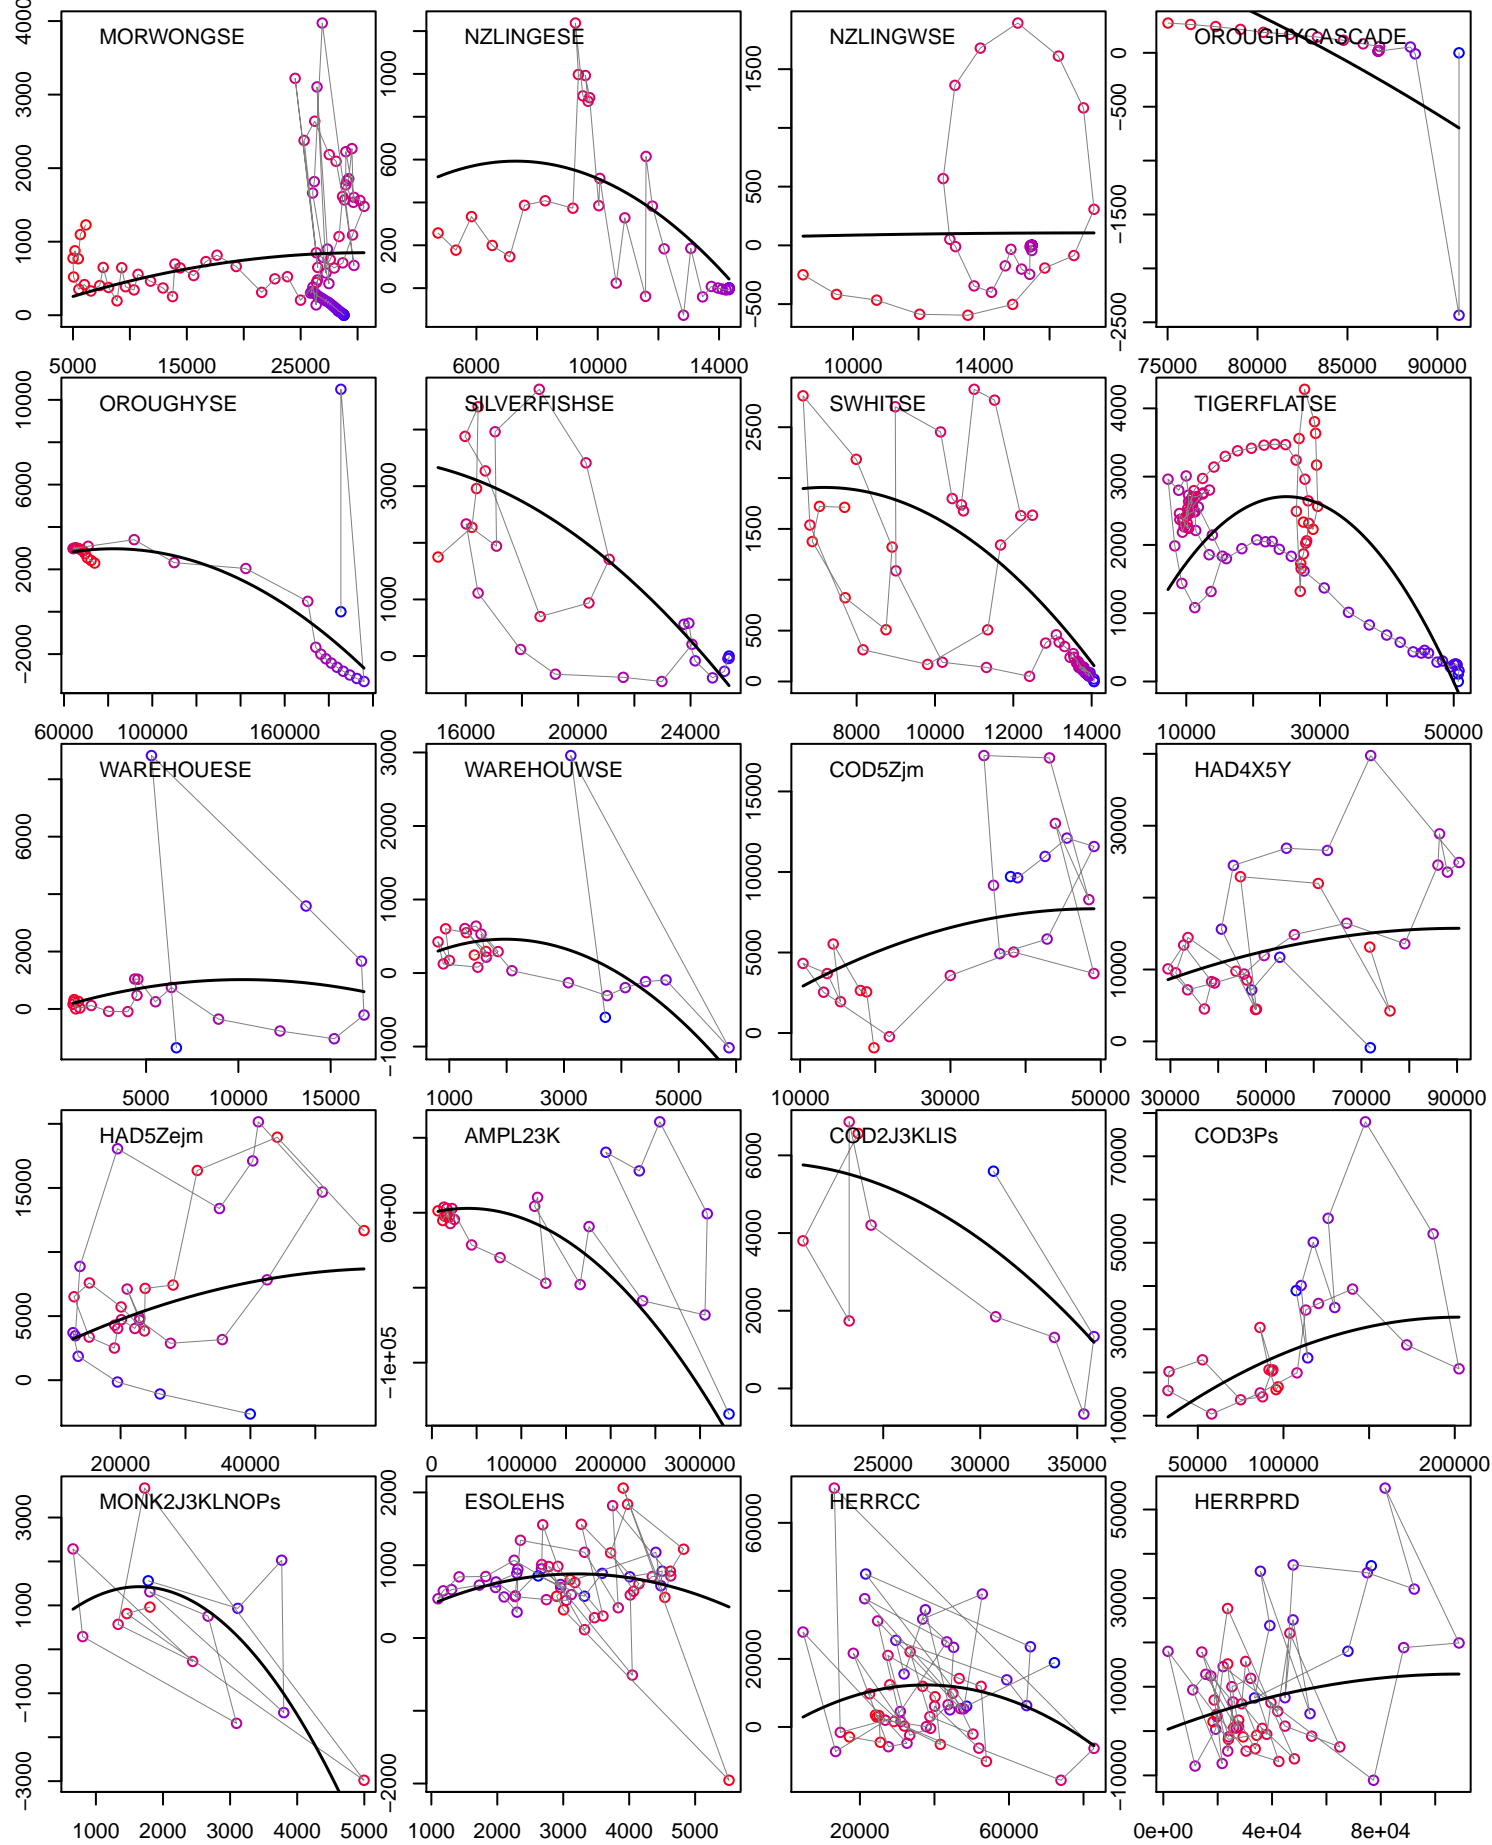 MORWONGSE NZLINGESE NZLINGWSE OROUGHYCASCADE
0 1000 2000 3000 4000
0 200 600 1000
−500 0 500 1500
−2500 −1500 −500 0
5000 15000 25000
6000 10000 14000
10000 14000
75000 80000 85000 90000
OROUGHYSE SILVERFISHSE SWHITSE TIGERFLATSE
−2000 2000 6000 10000
0 1000 3000
0 500 1500 2500
0 1000 2000 3000 4000
60000 100000 160000
16000 20000 24000
8000 10000 12000 14000
10000 30000 50000
WAREHOUESE WAREHOUWSE COD5Zjm HAD4X5Y
0 2000 6000
−1000 0 1000 2000 3000
0 5000 10000 15000
0 10000 30000
5000 10000 15000
1000 3000 5000
10000 30000 50000
30000 50000 70000 90000
HAD5Zejm AMPL23K COD2J3KLIS COD3Ps
0 5000 15000
−1e+05 0e+00
0 2000 4000 6000
10000 30000 50000 70000
20000 40000
0 100000 200000 300000
25000 30000 35000
50000 100000 200000
MONK2J3KLNOPs ESOLEHS HERRCC HERRPRD
−3000 −1000 1000 3000
−2000 0 1000 2000
0 20000 60000
−10000 10000 30000 50000
1000 2000 3000 4000 5000
1000 2000 3000 4000 5000
20000 60000
0e+00 4e+04 8e+04